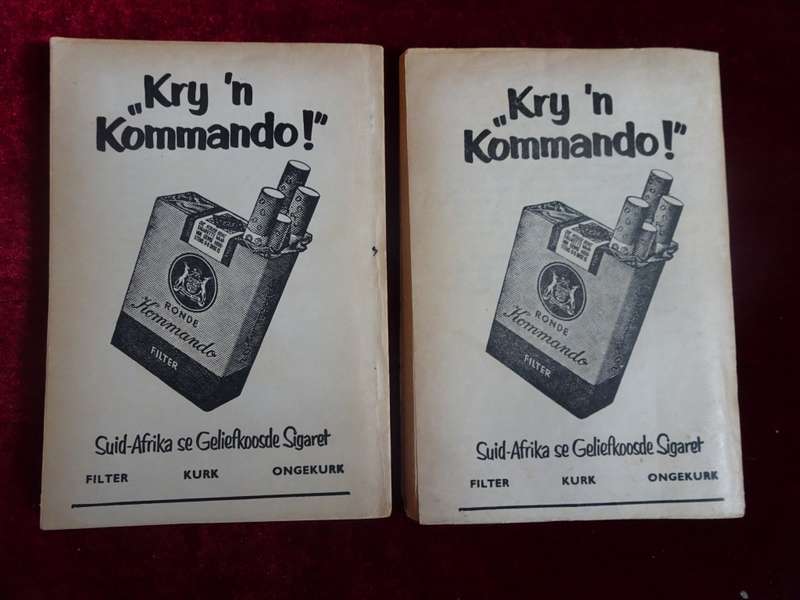 „Kry 'n
Kommando!"
RONDE
Kommando
FILTER
Suid-Afrika se Geliefkoosde Sigaret
FILTER KURK ONGEKURK
„Kry 'n
Kommando!"
RONDE
Kommando
FILTER
Suid-Afrika se Geliefkoosde Sigaret
FILTER KURK ONGEKURK